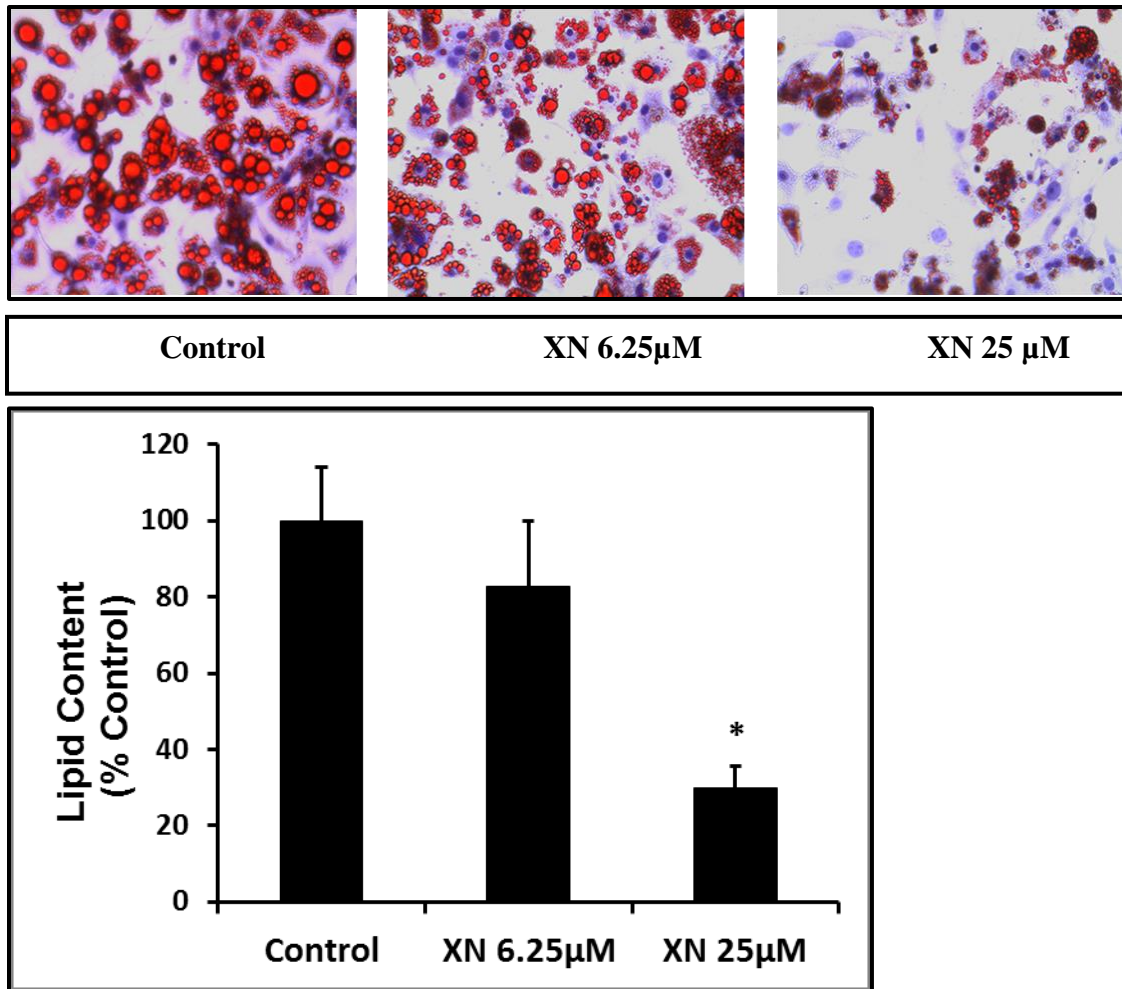 Control XN 6.25μM XN 25 μM
120
100
80
60
40
20
0
Lipid Content
(% Control)
*
Control XN 6.25μM XN 25μM